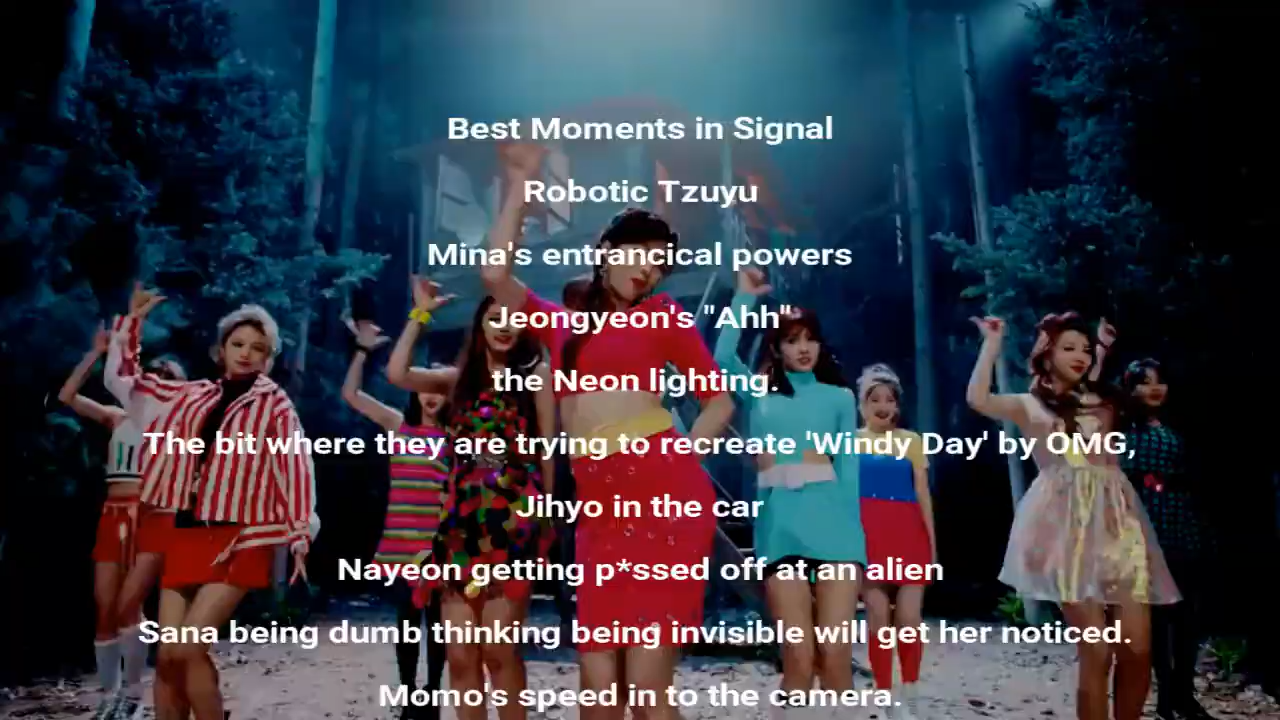 Best Moments in Signal
Robotic Tzuyu
Mina's entrancical powers
Jeongyeon's "Ahh"
the Neon lighting.
The bit where they are trying to recreate 'Windy Day' by OMG,
Jihyo in the car
Nayeon getting p*ssed off at an alien
Sana being dumb thinking being invisible will get her noticed.
Momo's speed in to the camera.